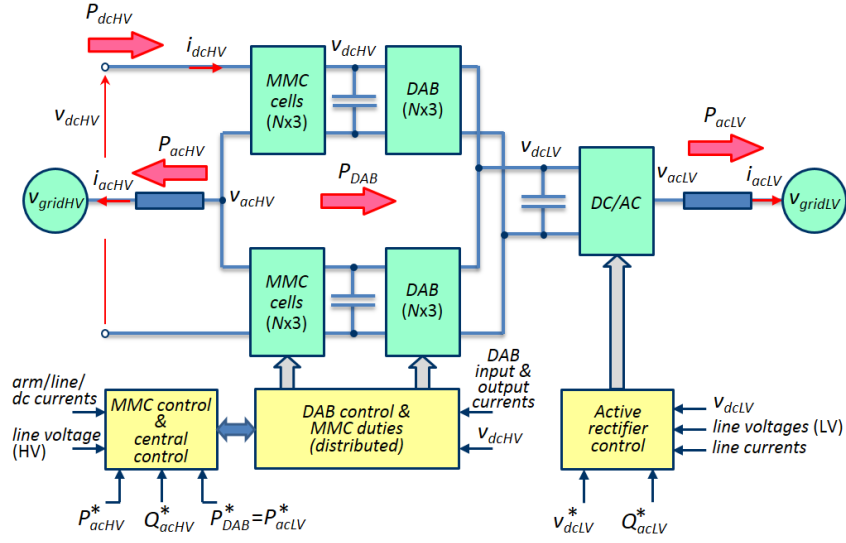 P_dcHV
i_dcHV
v_dcHV
MMC
cells
(Nx3)
DAB
(Nx3)
v_dcHV
P_acHV
i_acHV
v_gridHV
v_acHV
P_DAB
v_dcLV
DC/AC
P_acLV
v_acLV
i_acLV
v_gridLV
MMC
cells
(Nx3)
DAB
(Nx3)
arm/line/
dc currents
line voltage
(HV)
MMC control
&
central
control
DAB control &
MMC duties
(distributed)
DAB
input &
output
currents
v_dcHV
Active
rectifier
control
v_dcLV
line voltages (LV)
line currents
P*_acHV
Q*_acHV
P*_DAB=P*_acLV
v*_dcLV
Q*_acLV